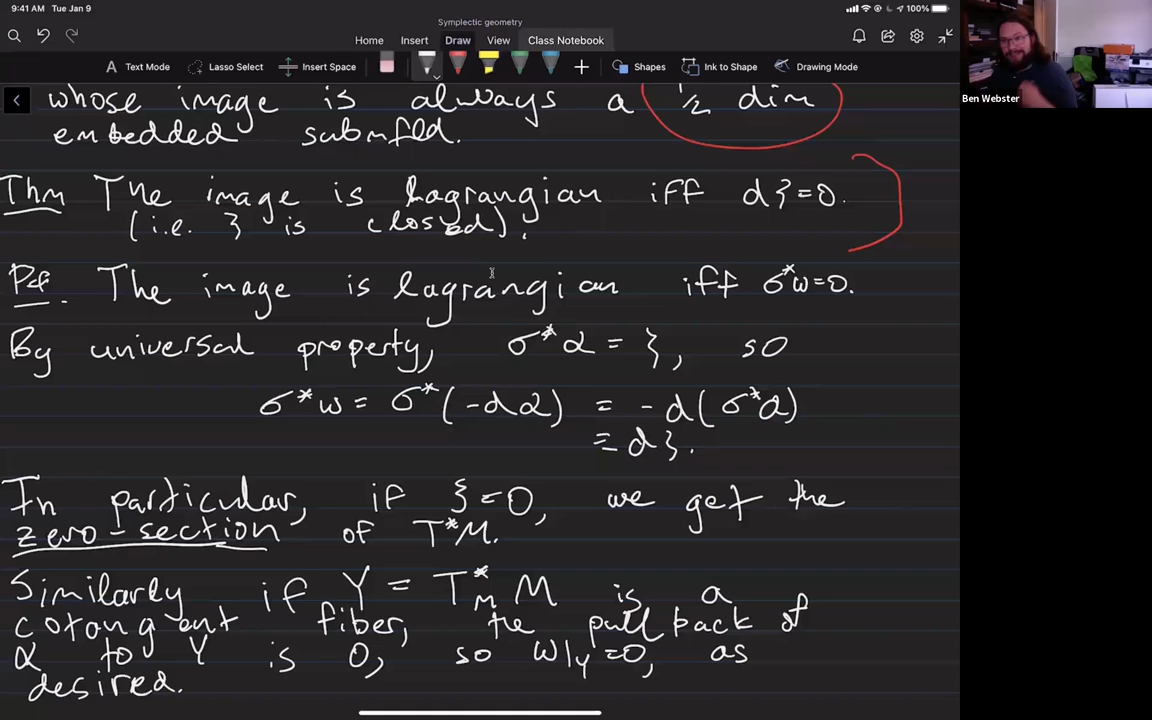 9:41 AM Tue Jan 9
Symplectic geometry
100%
Home Insert Draw View Class Notebook
Text Mode Lasso Select Insert Space Shapes Ink to Shape Drawing Mode
Ben Webster
whose image is always a 1/2 dim
embedded submfld.
Thm The image is Lagrangian iff dξ=0.
(i.e. ξ is closed).
Pf. The image is lagrangian iff σ*ω=0.
By universal property, σ*α = ξ, so
σ*ω = σ*(-dα) = -d(σ*α)
= dξ.
In particular, if ξ=0, we get the
zero-section of T*M.
Similarly if Y = T*_M M is a
cotangent fiber, the pullback of
α to Y is 0, so ω|_Y=0, as
desired.